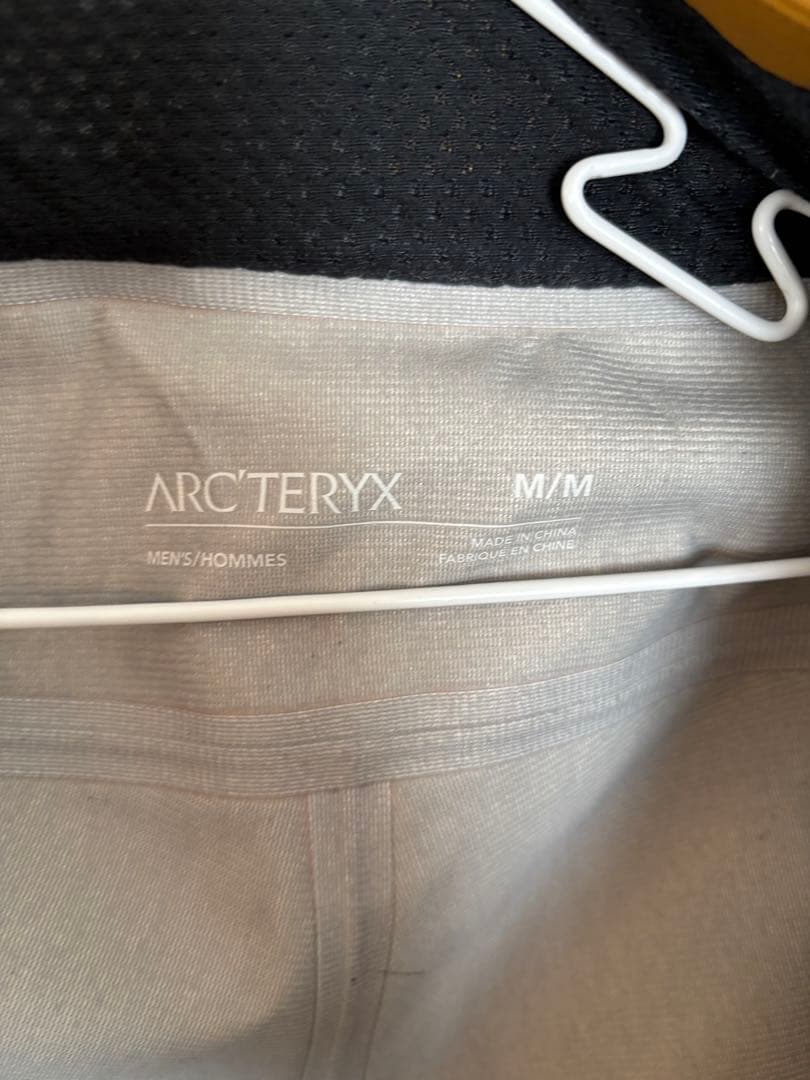 ARC'TERYX M/M
MEN'S/HOMMES MADE IN CHINA
FABRIQUÉ EN CHINE